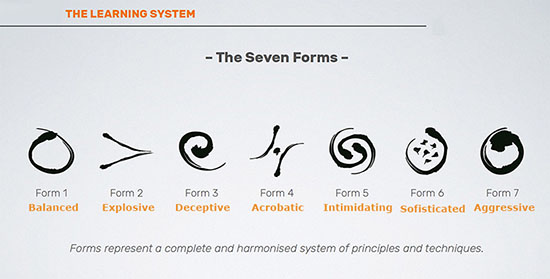 THE LEARNING SYSTEM
– The Seven Forms –
Form 1 Form 2 Form 3 Form 4 Form 5 Form 6 Form 7
Balanced Explosive Deceptive Acrobatic Intimidating Sofisticated Aggressive
Forms represent a complete and harmonised system of principles and techniques.